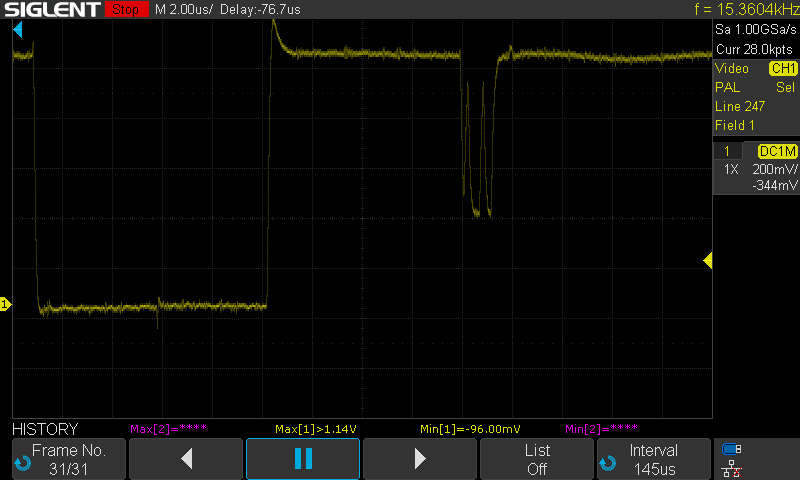 SIGLENT Stop M 2.00us/ Delay:-76.7us f = 15.3604kHz
Sa 1.00GSa/s
Curr 28.0kpts
Video CH1
PAL Sel
Line 247
Field 1
1 DC1M
1X 200mV/
-344mV
1
HISTORY Max[2]=**** Max[1]>1.14V Min[1]=-96.00mV Min[2]=****
Frame No. List Interval
31/31 Off 145us